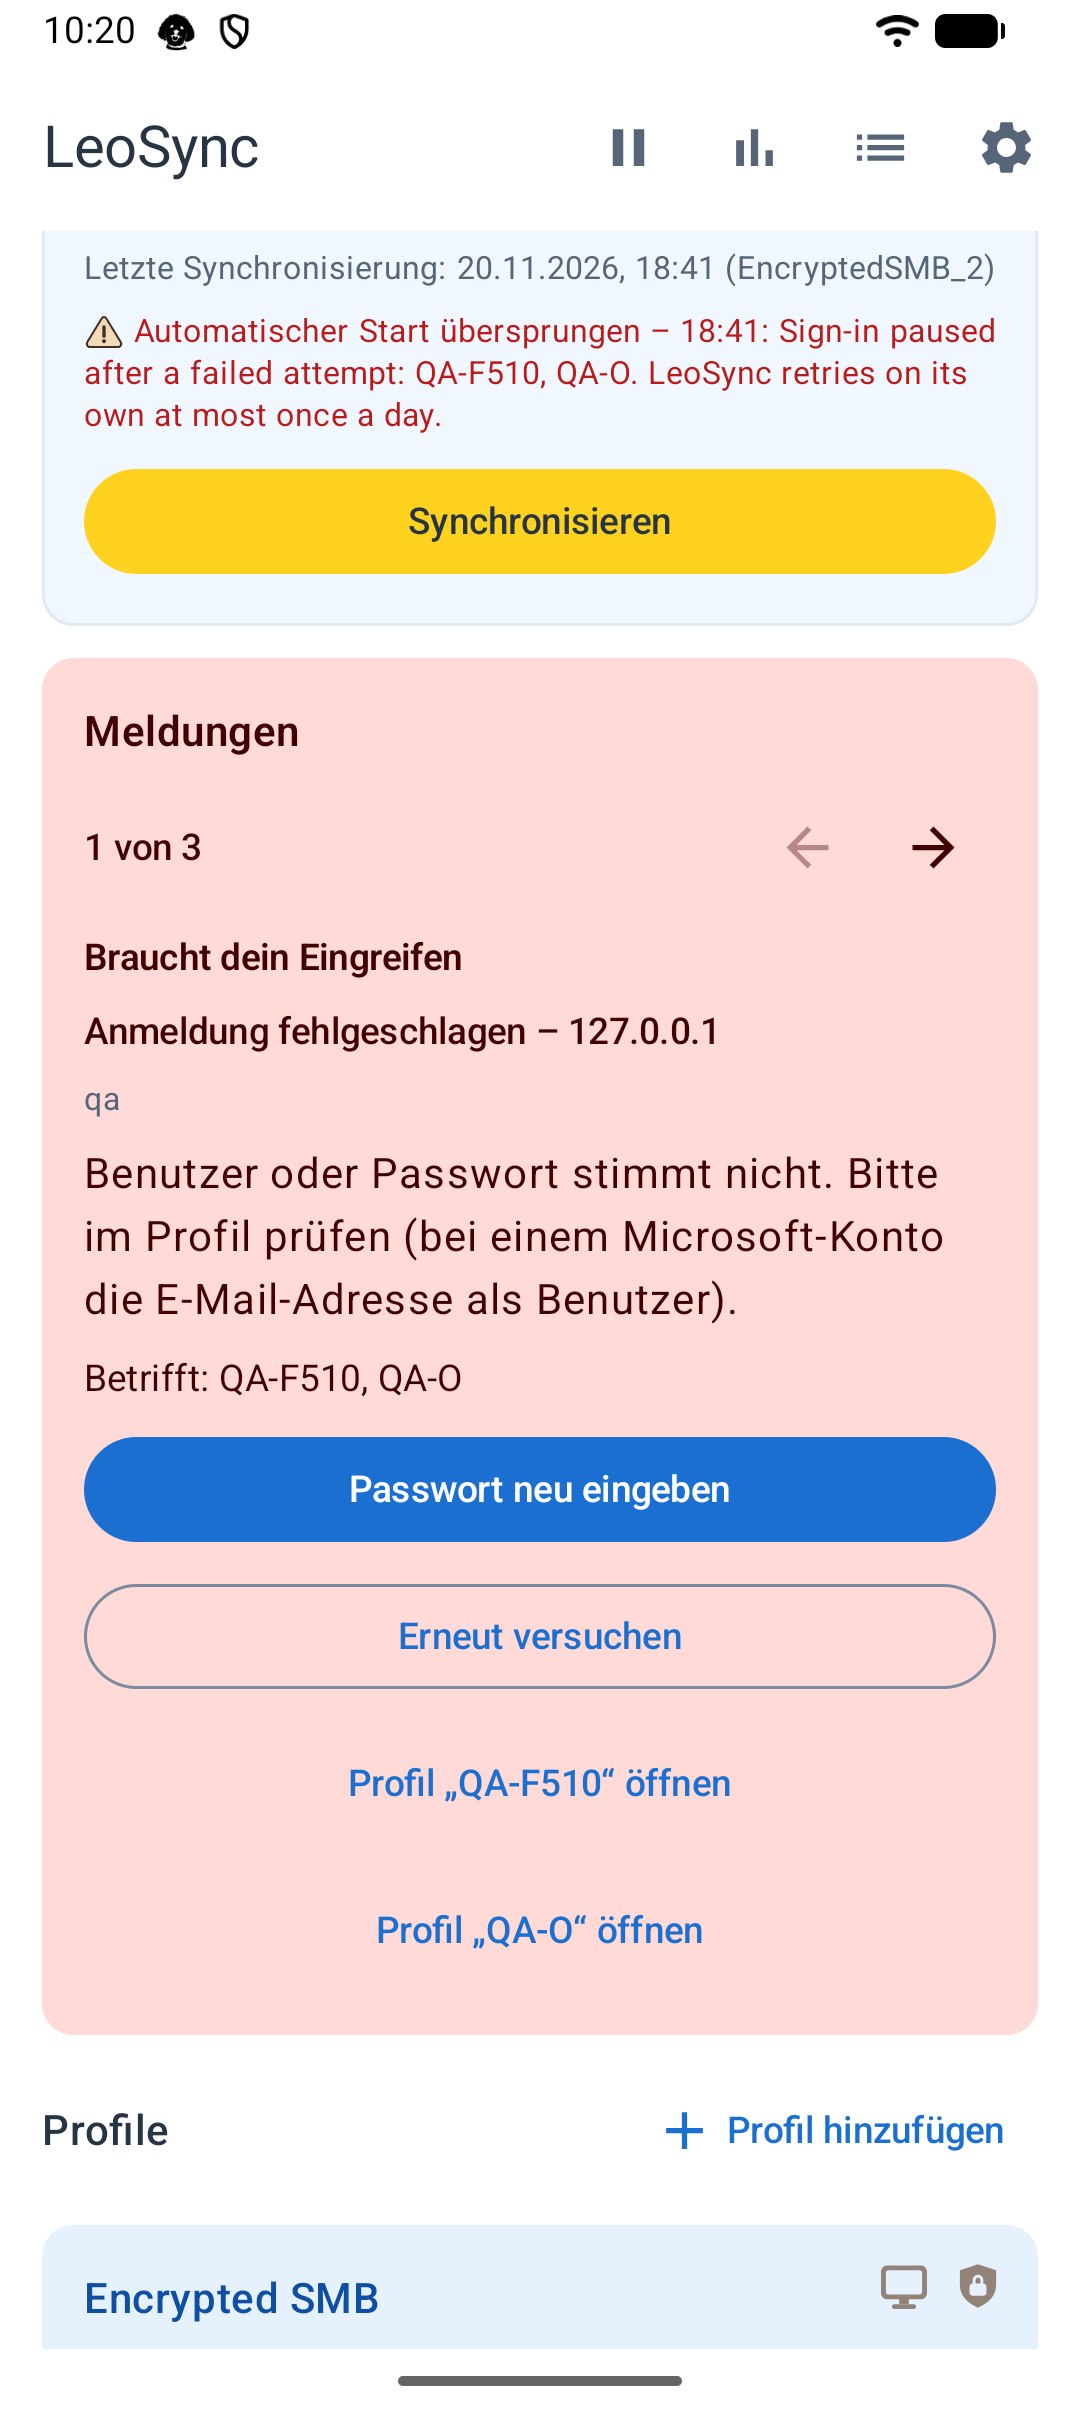 10:20
LeoSync
Letzte Synchronisierung: 20.11.2026, 18:41 (EncryptedSMB_2)
⚠ Automatischer Start übersprungen – 18:41: Sign-in paused
after a failed attempt: QA-F510, QA-O. LeoSync retries on its
own at most once a day.
Synchronisieren
Meldungen
1 von 3
Braucht dein Eingreifen
Anmeldung fehlgeschlagen – 127.0.0.1
qa
Benutzer oder Passwort stimmt nicht. Bitte
im Profil prüfen (bei einem Microsoft-Konto
die E-Mail-Adresse als Benutzer).
Betrifft: QA-F510, QA-O
Passwort neu eingeben
Erneut versuchen
Profil „QA-F510“ öffnen
Profil „QA-O“ öffnen
Profile
Profil hinzufügen
Encrypted SMB